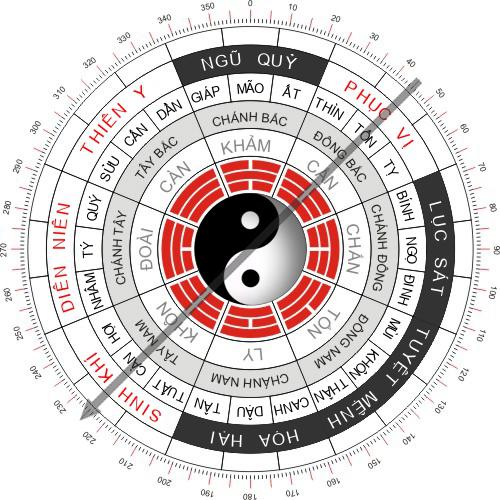 0
10
20
30
40
50
60
70
80
90
100
110
120
130
140
150
160
170
180
190
200
210
220
230
240
250
260
270
280
290
300
310
320
330
340
350
NGŨ QUỶ
PHỤC VỊ
LỤC SÁT
TUYỆT MỆNH
HỌA HẠI
SINH KHÍ
DIÊN NIÊN
THIÊN Y
MÃO
ẤT
THÌN
TỐN
TỴ
BÍNH
NGỌ
ĐINH
MÙI
KHÔN
THÂN
CANH
DẬU
TÂN
TUẤT
CÀN
HỢI
NHÂM
TÝ
QUÝ
SỬU
CẤN
DẦN
GIÁP
CHÁNH BẮC
ĐÔNG BẮC
CHÁNH ĐÔNG
ĐÔNG NAM
CHÁNH NAM
TÂY NAM
CHÁNH TÂY
TÂY BẮC
KHẢM
CẤN
CHẤN
TỐN
LY
KHÔN
ĐOÀI
CÀN